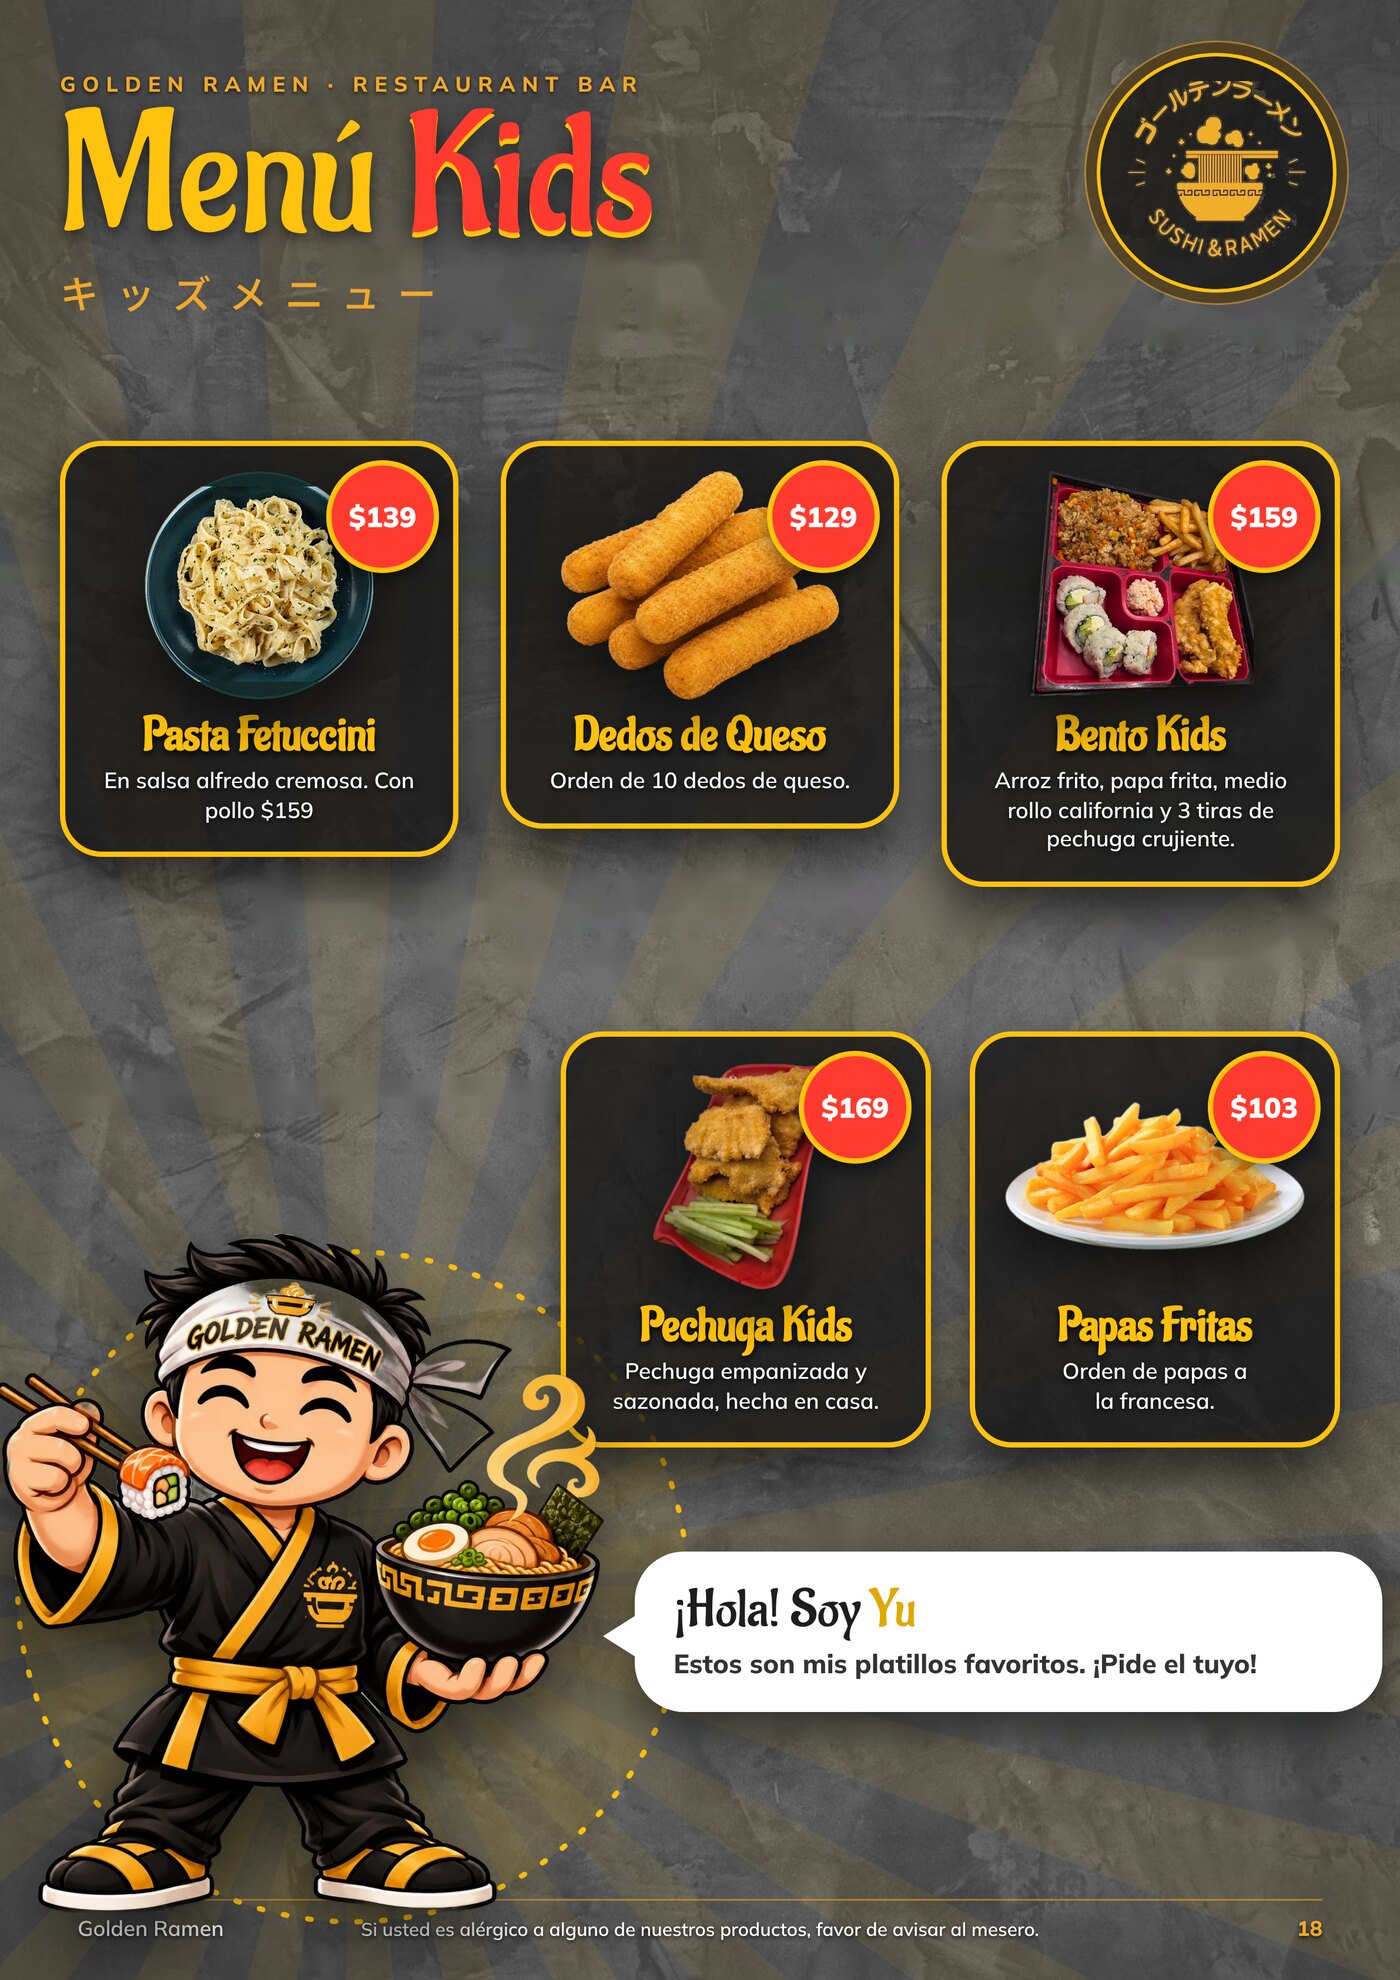 GOLDEN RAMEN · RESTAURANT BAR
Menú Kids
キッズメニュー
ゴールデンラーメン
SUSHI & RAMEN
$139
Pasta Fetuccini
En salsa alfredo cremosa. Con
pollo $159
$129
Dedos de Queso
Orden de 10 dedos de queso.
$159
Bento Kids
Arroz frito, papa frita, medio
rollo california y 3 tiras de
pechuga crujiente.
$169
Pechuga Kids
Pechuga empanizada y
sazonada, hecha en casa.
$103
Papas Fritas
Orden de papas a
la francesa.
GOLDEN RAMEN
¡Hola! Soy Yu
Estos son mis platillos favoritos. ¡Pide el tuyo!
Golden Ramen
Si usted es alérgico a alguno de nuestros productos, favor de avisar al mesero.
18